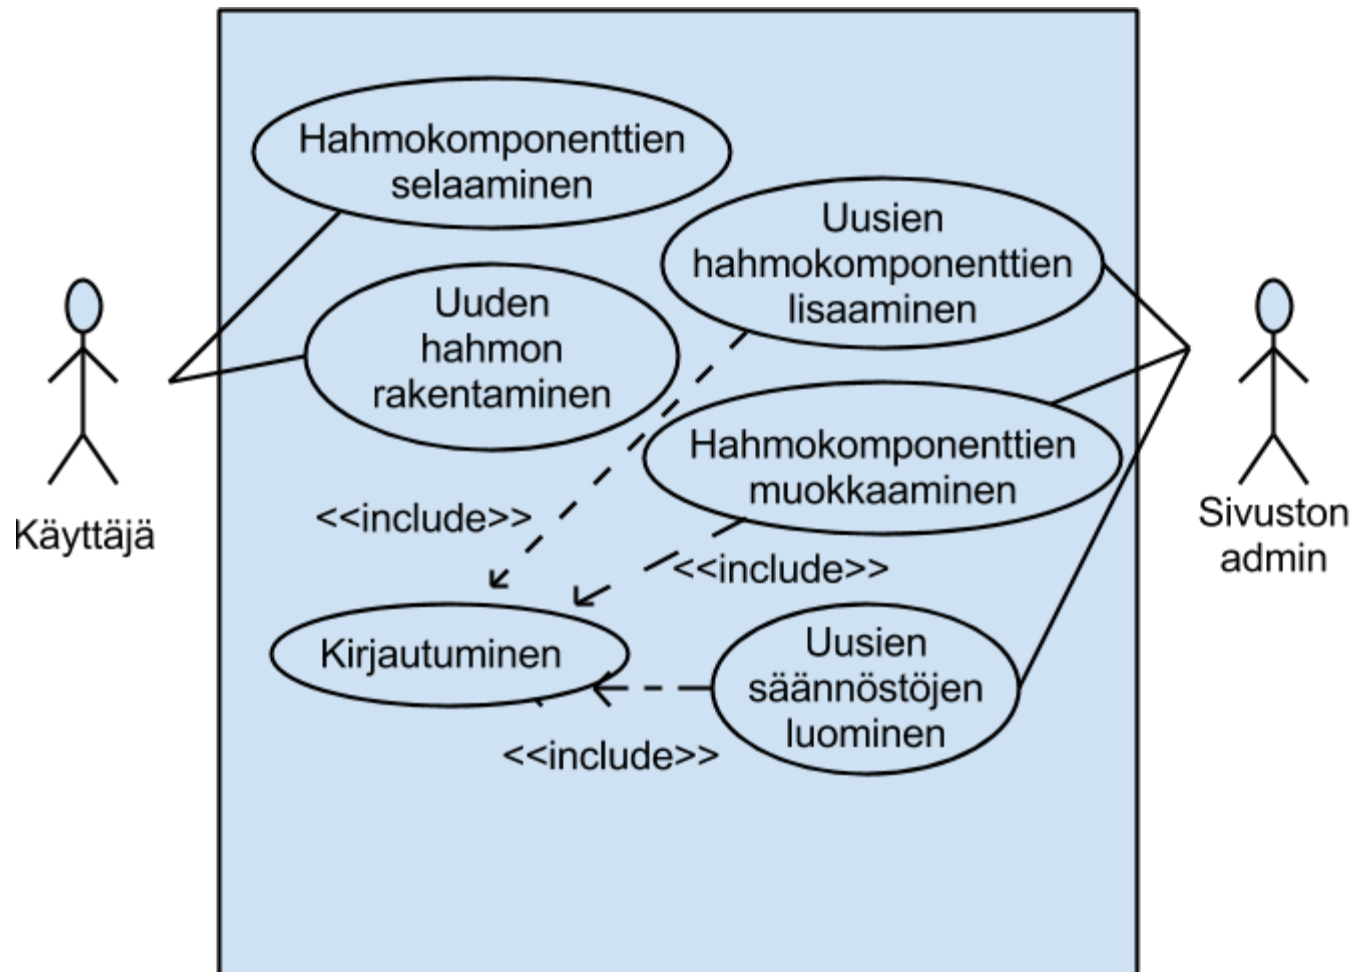 Hahmokomponenttien
selaaminen
Uusien
hahmokomponenttien
lisaaminen
Uuden
hahmon
rakentaminen
Hahmokomponenttien
muokkaaminen
<<include>>
Käyttäjä
Sivuston
admin
<<include>>
Kirjautuminen
Uusien
säännöstöjen
luominen
<<include>>